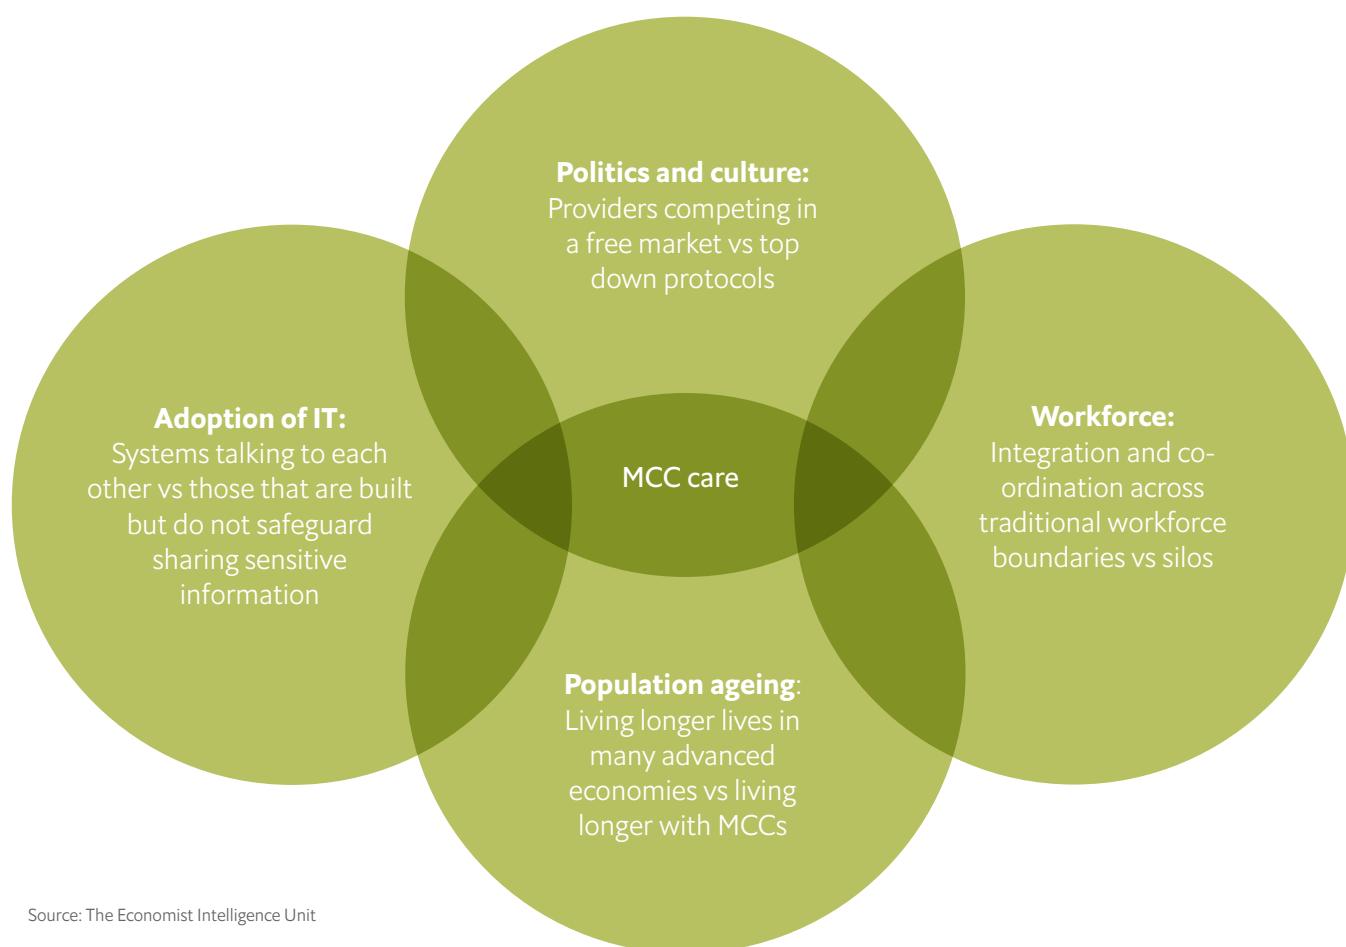 Politics and culture:
Providers competing in
a free market vs top
down protocols
Adoption of IT:
Systems talking to each
other vs those that are built
but do not safeguard
sharing sensitive
information
MCC care
Workforce:
Integration and co-
ordination across
traditional workforce
boundaries vs silos
Population ageing:
Living longer lives in
many advanced
economies vs living
longer with MCCs
Source: The Economist Intelligence Unit